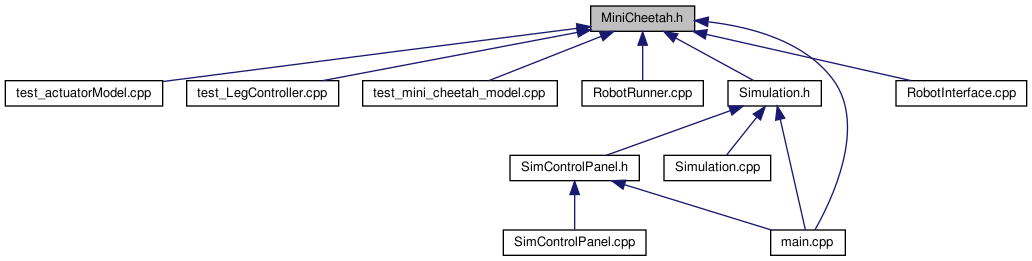 MiniCheetah.h
test_actuatorModel.cpp
test_LegController.cpp
test_mini_cheetah_model.cpp
RobotRunner.cpp
Simulation.h
RobotInterface.cpp
SimControlPanel.h
Simulation.cpp
SimControlPanel.cpp
main.cpp